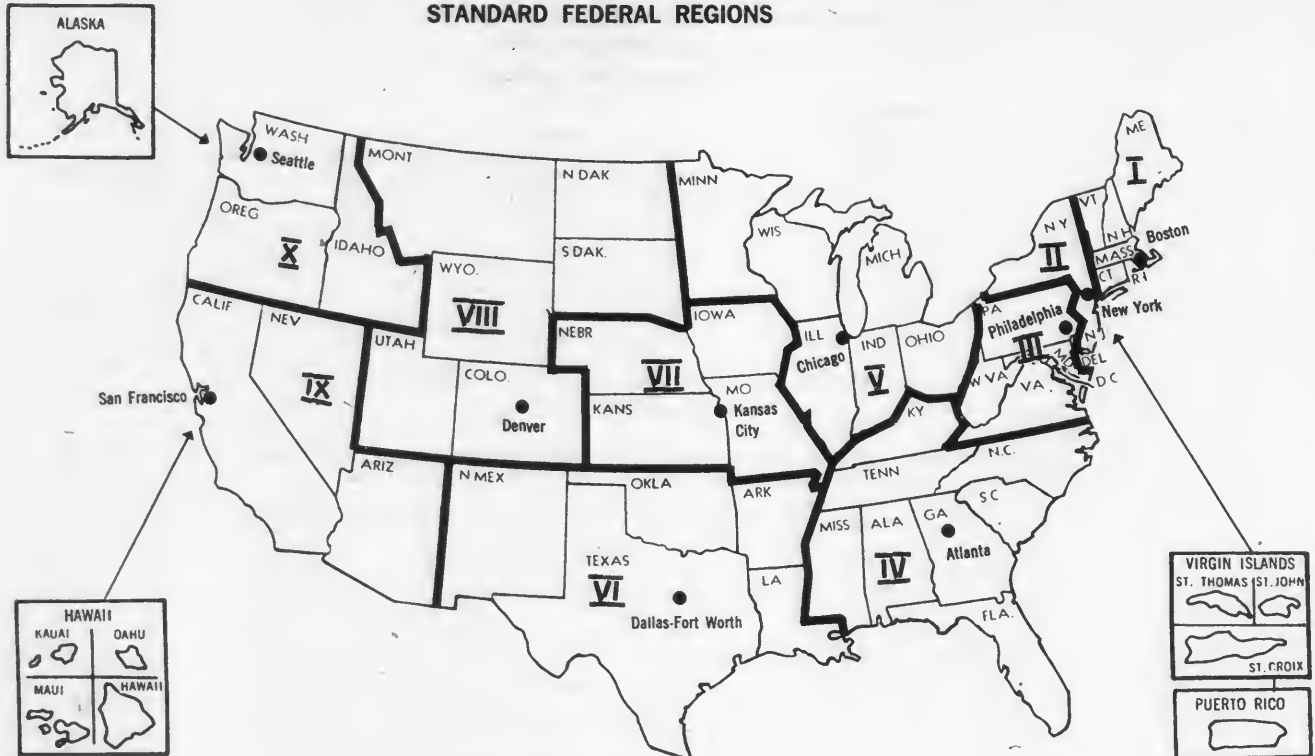 STANDARD FEDERAL REGIONS
ALASKA
WASH
Seattle
OREG
X
IDAHO
MONT
N DAK
S DAK.
MINN
WIS
MICH
WYO.
VIII
NEBR
IOWA
ILL
Chicago
IND
V
OHIO
ME
I
VT
N H
N Y
II
MASS
Boston
CT
R I
New York
PA
Philadelphia
III
N J
DEL
D C
W VA
VA.
CALIF
NEV
IX
San Francisco
UTAH
COLO.
Denver
VII
KANS
MO
Kansas
City
KY
ARIZ
N MEX
OKLA
ARK
TENN
N.C.
S C
MISS
ALA
IV
GA
Atlanta
TEXAS
VI
Dallas-Fort Worth
LA
FLA.
HAWAII
KAUAI
OAHU
MAUI
HAWAII
VIRGIN ISLANDS
ST. THOMAS
ST. JOHN
ST. CROIX
PUERTO RICO